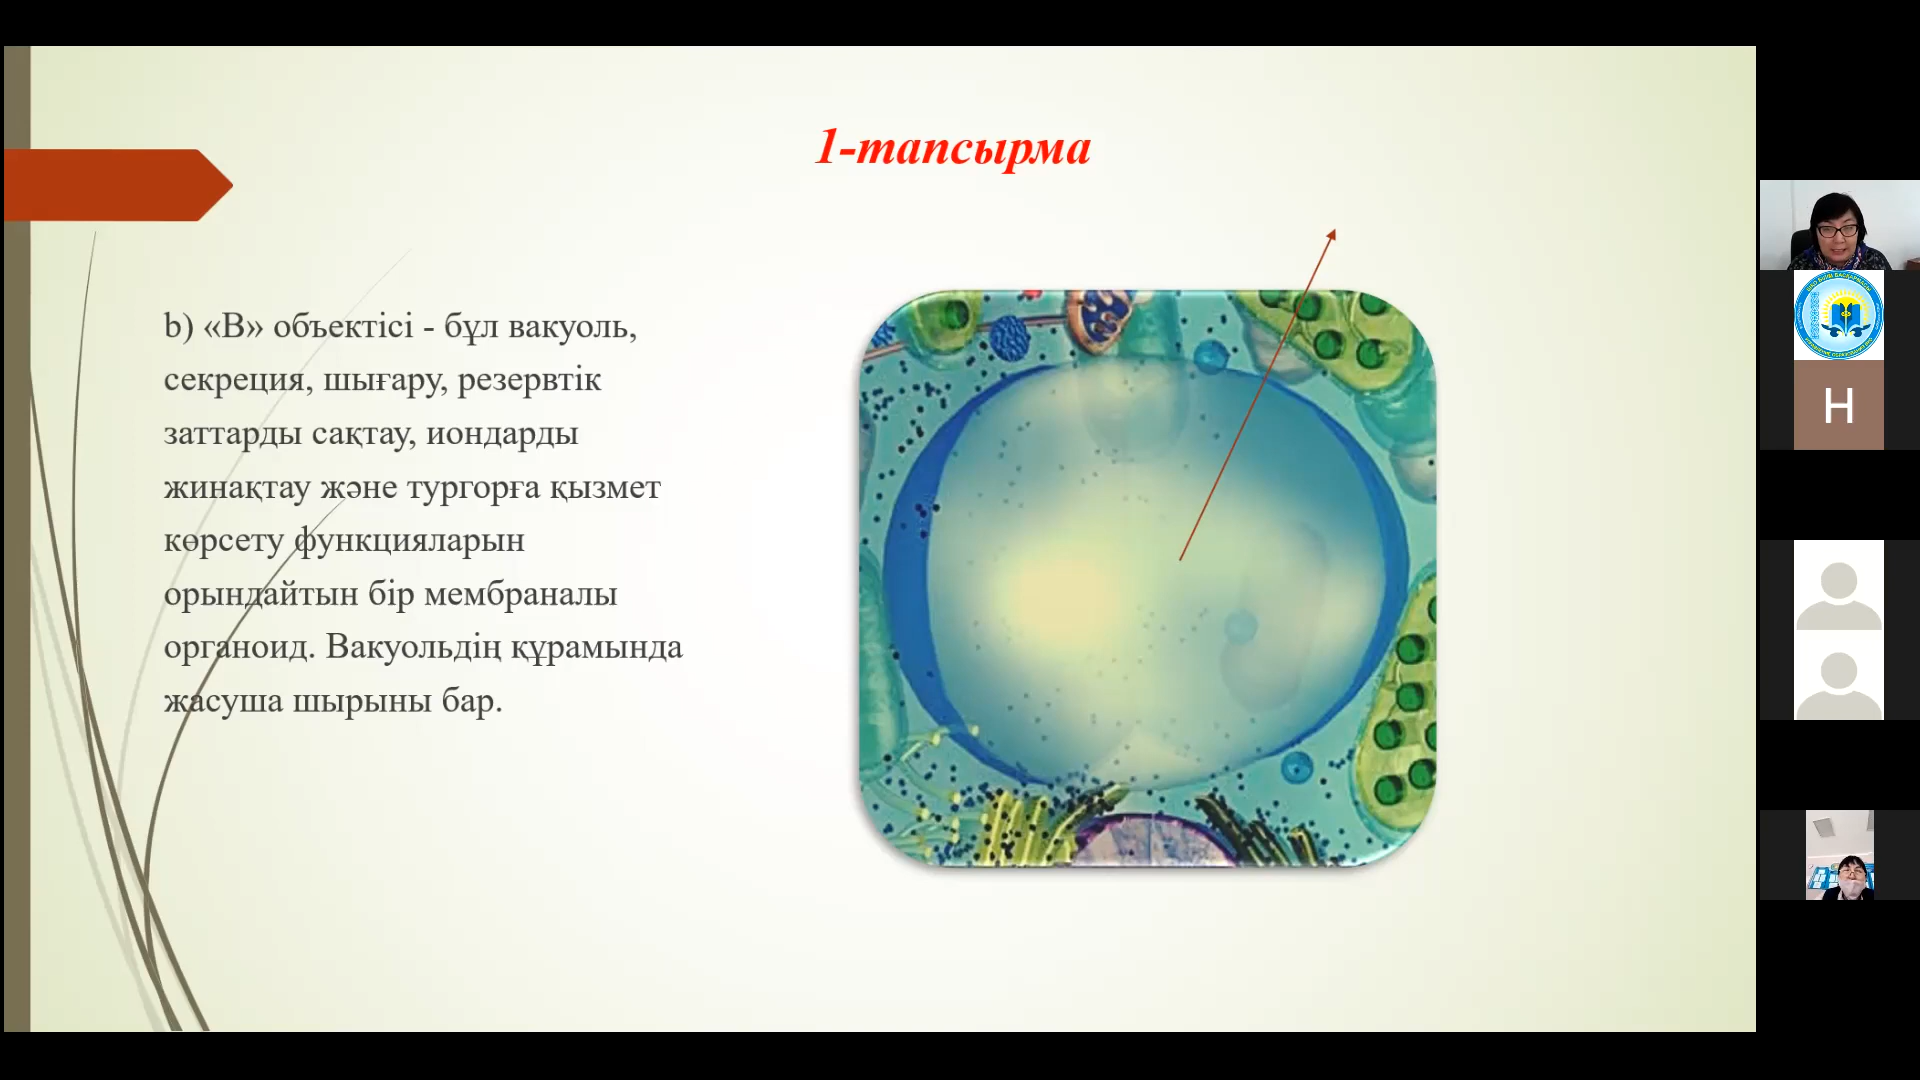 1-тапсырма
b) «B» объектісі - бұл вакуоль,
секреция, шығару, резервтік
заттарды сақтау, иондарды
жинақтау және тургорға қызмет
көрсету функцияларын
орындайтын бір мембраналы
органоид. Вакуольдің құрамында
жасуша шырыны бар.
Н